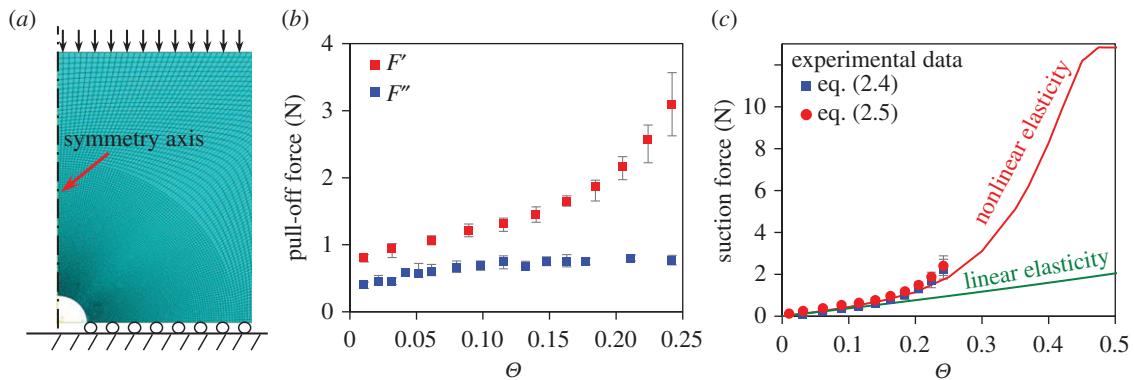 (a)
symmetry axis
(b)
4
3
2
1
0
pull-off force (N)
F′
F″
0
0.05
0.10
0.15
0.20
0.25
Θ
(c)
experimental data
eq. (2.4)
eq. (2.5)
10
8
6
4
2
0
suction force (N)
nonlinear elasticity
linear elasticity
0
0.1
0.2
0.3
0.4
0.5
Θ